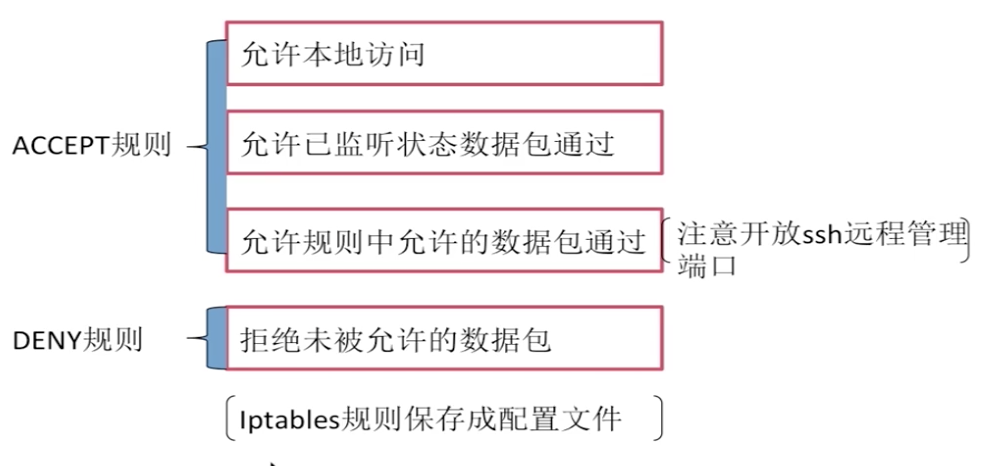 允许本地访问
ACCEPT规则
允许已监听状态数据包通过
允许规则中允许的数据包通过
注意开放ssh远程管理
端口
DENY规则
拒绝未被允许的数据包
Iptables规则保存成配置文件